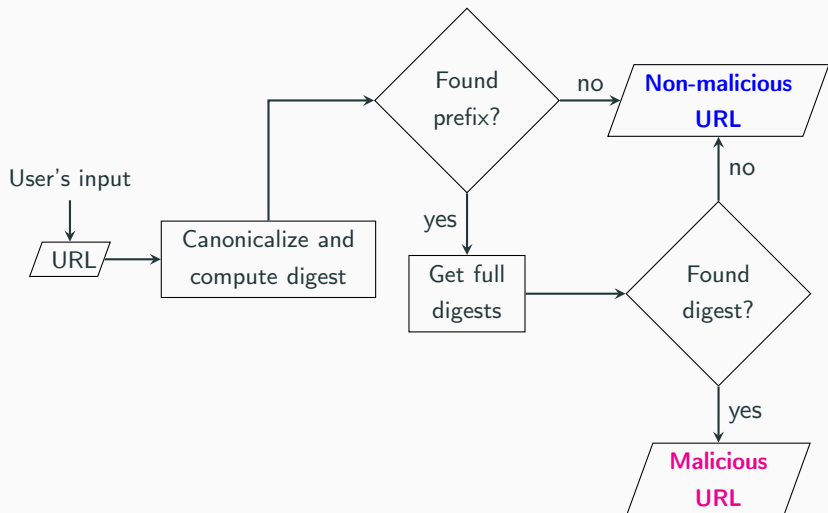 User's input
URL
Canonicalize and
compute digest
Found
prefix?
no
Non-malicious
URL
yes
Get full
digests
Found
digest?
no
yes
Malicious
URL